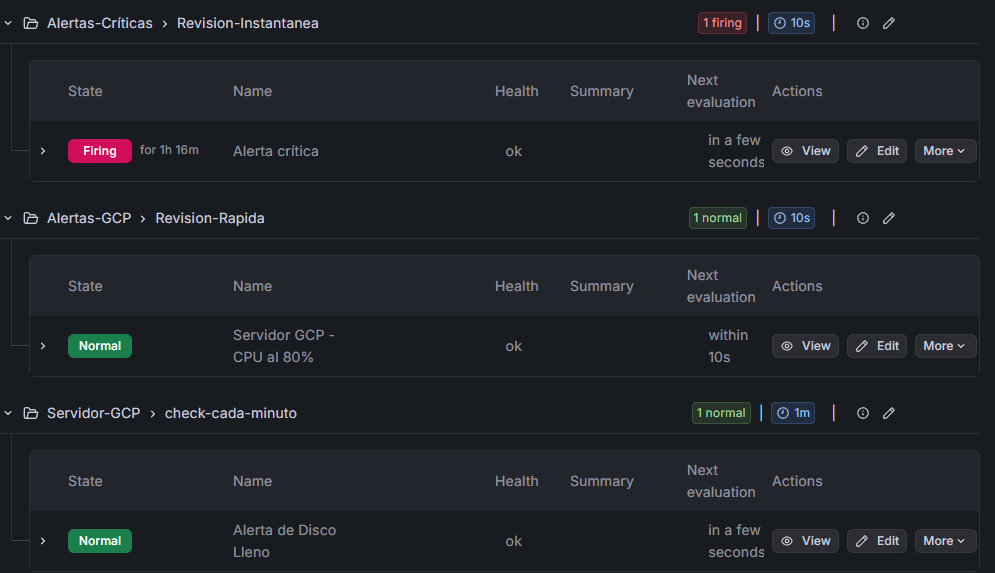 Alertas-Críticas > Revision-Instantanea 1 firing 10s
State Name Health Summary Next evaluation Actions
Firing for 1h 16m Alerta crítica ok in a few seconds View Edit More
Alertas-GCP > Revision-Rapida 1 normal 10s
State Name Health Summary Next evaluation Actions
Normal Servidor GCP - CPU al 80% ok within 10s View Edit More
Servidor-GCP > check-cada-minuto 1 normal 1m
State Name Health Summary Next evaluation Actions
Normal Alerta de Disco Lleno ok in a few seconds View Edit More